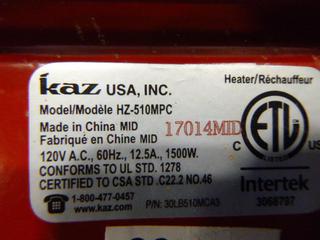 kaz USA, INC.
Heater/Réchauffeur
Model/Modèle HZ-510MPC
Made in China MID 17014MID
Fabriqué en Chine MID
120V A.C., 60Hz, 12.5A., 1500W.
CONFORMS TO UL STD. 1278
CERTIFIED TO CSA STD .C22.2 NO.46
1-800-477-0457
www.kaz.com
P/N: 30LB510MCA3
C ETL US
LISTED
Intertek
3068797